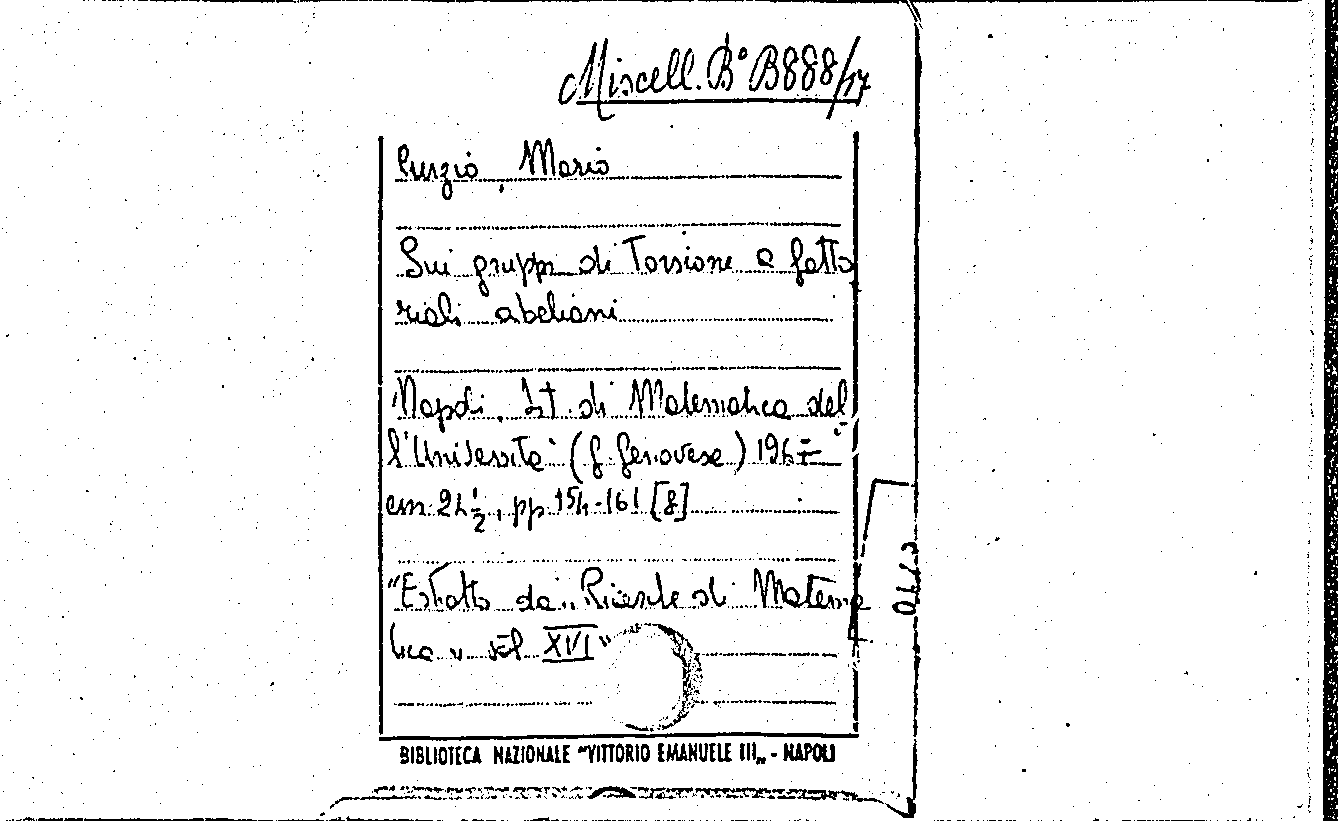 Miscell. B° B888/17
Curzio, Mario
Sui gruppi di Torsione a fatto
riali abeliani
Napoli, Ist. di Matematica del
l'Università (f. Genovese) 1967
cm. 24 1/2, pp. 154-161 [8]
"Estratto da „Ricerche di Matema
tica" vol XVI"
BIBLIOTECA NAZIONALE "VITTORIO EMANUELE III„ - NAPOLI